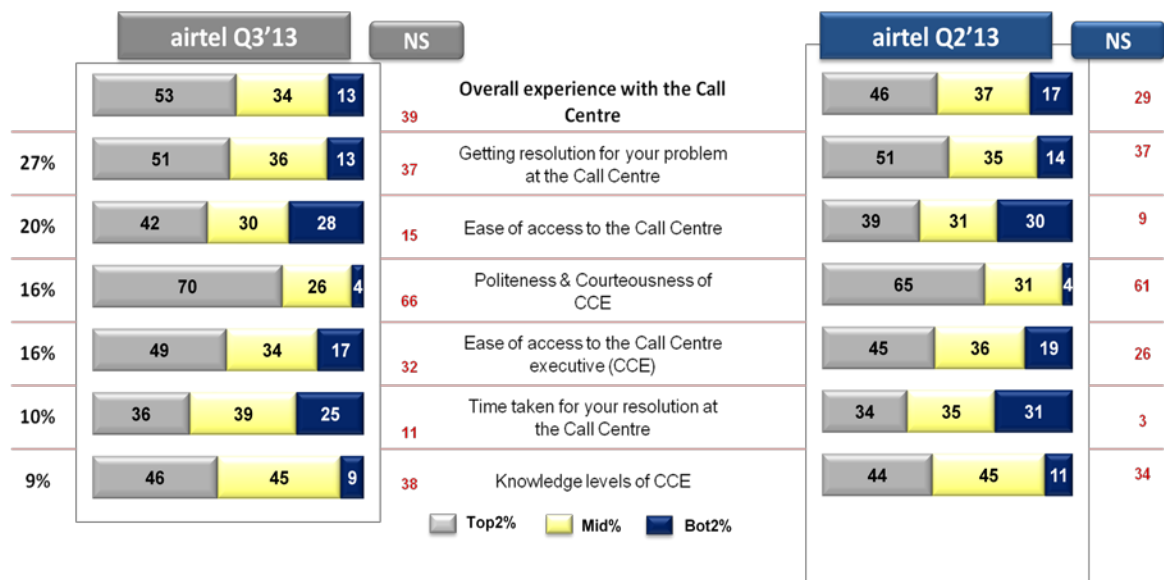 airtel Q3’13 NS airtel Q2’13 NS
53 34 13 39 Overall experience with the Call 46 37 17 29
Centre
27% 51 36 13 37 Getting resolution for your problem 51 35 14 37
at the Call Centre
20% 42 30 28 15 Ease of access to the Call Centre 39 31 30 9
16% 70 26 4 66 Politeness & Courteousness of 65 31 4 61
CCE
16% 49 34 17 32 Ease of access to the Call Centre 45 36 19 26
executive (CCE)
10% 36 39 25 11 Time taken for your resolution at 34 35 31 3
the Call Centre
9% 46 45 9 38 Knowledge levels of CCE 44 45 11 34
Top2% Mid% Bot2%